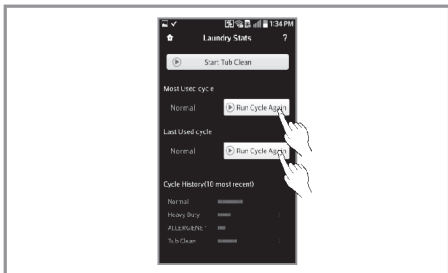 1:34 PM
Laundry Stats ?
Start Tub Clean
Most Used cycle
Normal Run Cycle Again
Last Used cycle
Normal Run Cycle Again
Cycle History(10 most recent)
Normal
Heavy Duty
ALLERGIENE
Tub Clean